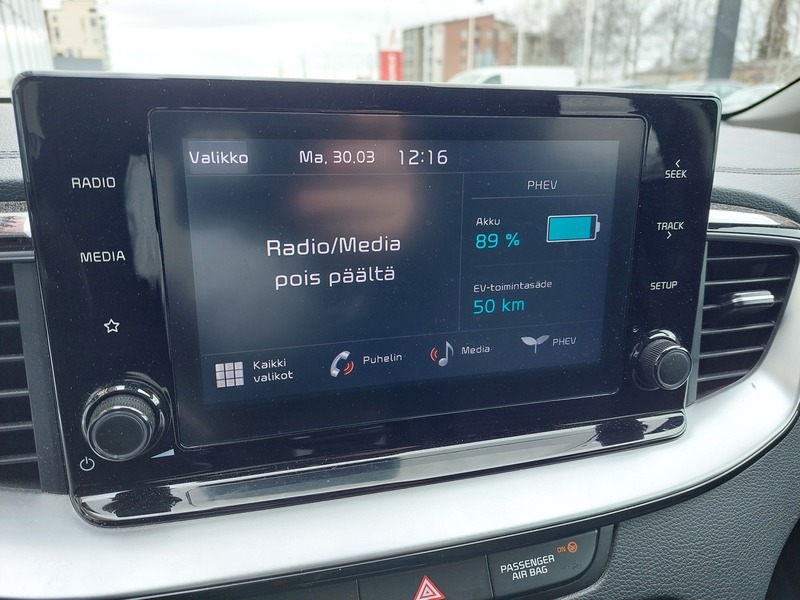 Valikko Ma, 30.03 12:16
RADIO
MEDIA
Radio/Media
pois päältä
PHEV
Akku
89 %
EV-toimintasäde
50 km
Kaikki
valikot
Puhelin
Media
PHEV
SEEK
TRACK
SETUP
PASSENGER
AIR BAG
ON